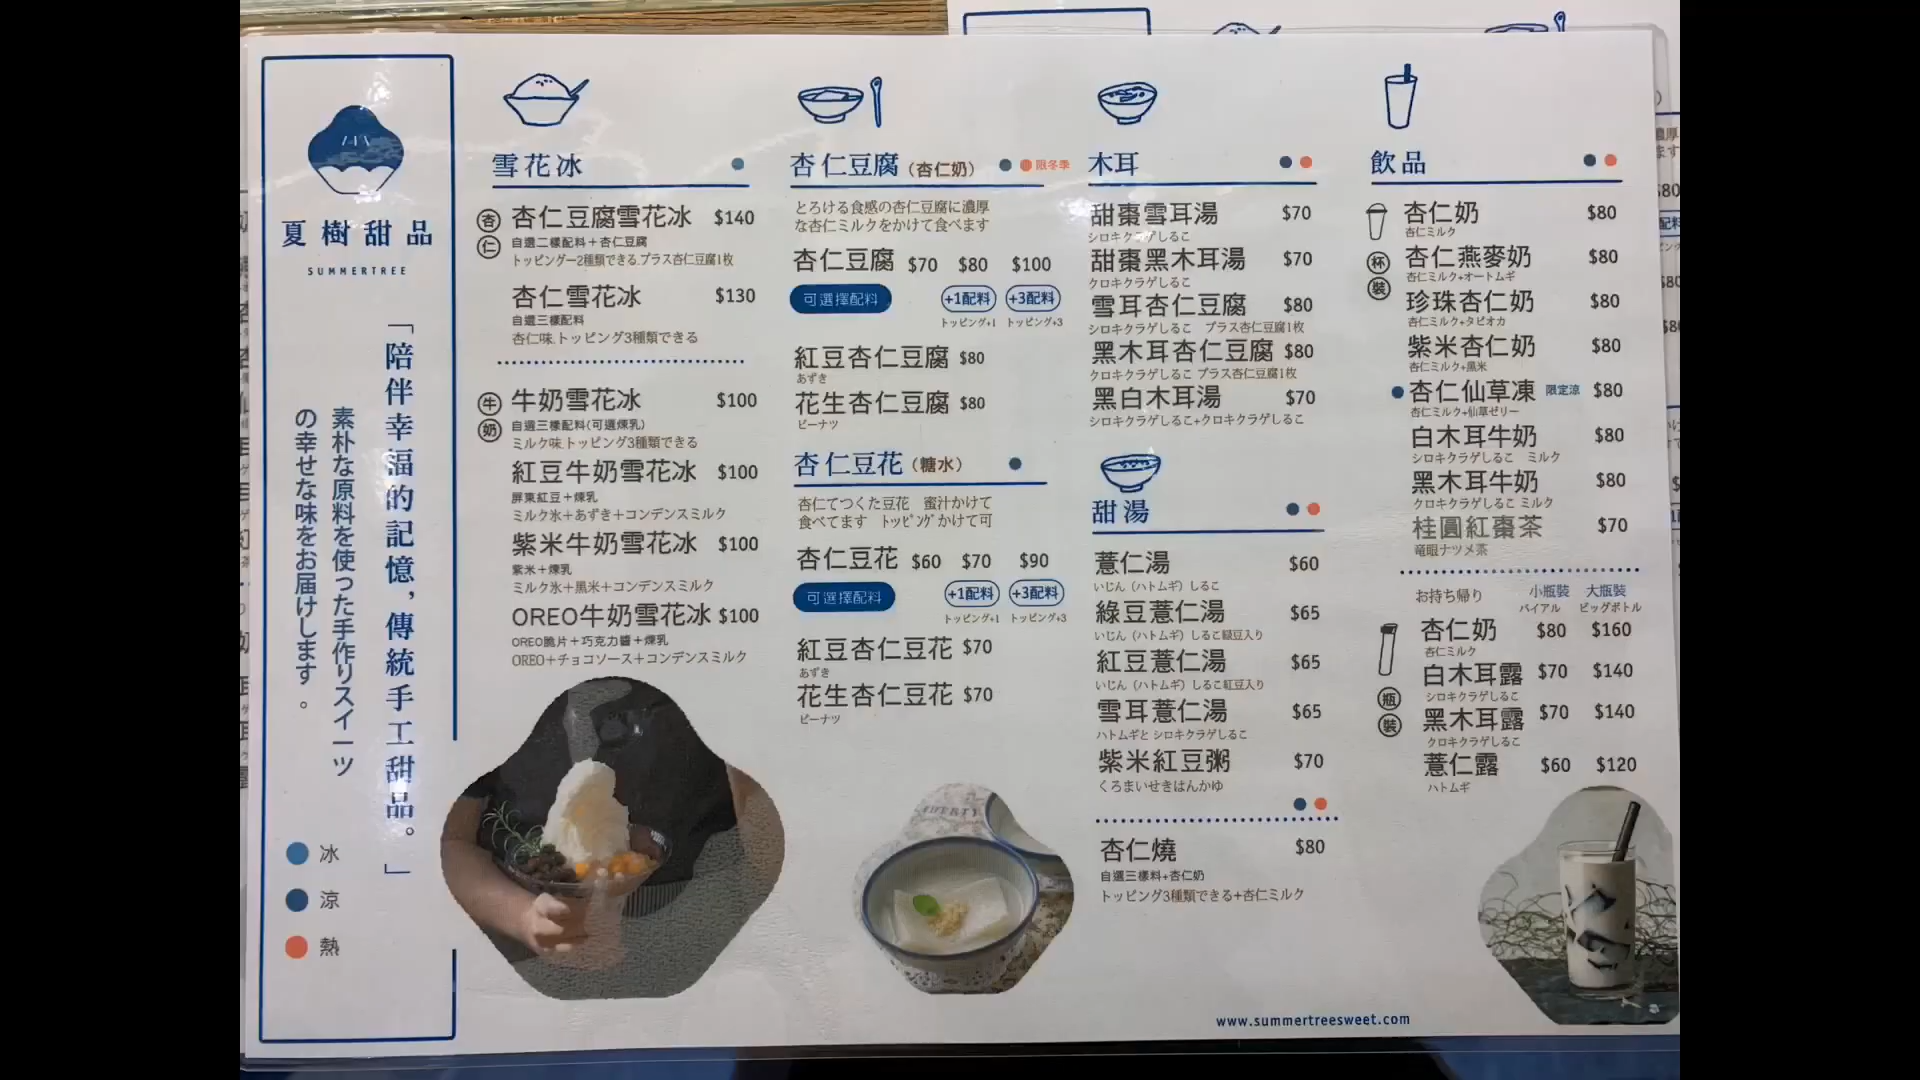 夏樹甜品
SUMMERTREE
「陪伴幸福的記憶，傳統手工甜品。」
素朴な原料を使った手作りスイーツ
の幸せな味をお届けします。
冰
涼
熱
雪花冰
杏仁
杏仁豆腐雪花冰 $140
自選二樣配料＋杏仁豆腐
トッピングー2種類できる.プラス杏仁豆腐1枚
杏仁雪花冰 $130
自選三樣配料
杏仁味.トッピング3種類できる
牛奶
牛奶雪花冰 $100
自選三樣配料(可選煉乳)
ミルク味.トッピング3種類できる
紅豆牛奶雪花冰 $100
屏東紅豆＋煉乳
ミルク氷＋あずき＋コンデンスミルク
紫米牛奶雪花冰 $100
紫米＋煉乳
ミルク氷＋黒米＋コンデンスミルク
OREO牛奶雪花冰 $100
OREO脆片＋巧克力醬＋煉乳
OREO＋チョコソース＋コンデンスミルク
杏仁豆腐（杏仁奶） 限冬季
とろける食感の杏仁豆腐に濃厚
な杏仁ミルクをかけて食べます
杏仁豆腐 $70 $80 $100
可選擇配料 +1配料 +3配料
トッピング+1 トッピング+3
紅豆杏仁豆腐 $80
あずき
花生杏仁豆腐 $80
ピーナツ
杏仁豆花（糖水）
杏仁てつくた豆花 蜜汁かけて
食べてます トッピングかけて可
杏仁豆花 $60 $70 $90
可選擇配料 +1配料 +3配料
トッピング+1 トッピング+3
紅豆杏仁豆花 $70
あずき
花生杏仁豆花 $70
ピーナツ
木耳
甜棗雪耳湯 $70
シロキクラゲしるこ
甜棗黑木耳湯 $70
クロキクラゲしるこ
雪耳杏仁豆腐 $80
シロキクラゲしるこ プラス杏仁豆腐1枚
黑木耳杏仁豆腐 $80
クロキクラゲしるこ プラス杏仁豆腐1枚
黑白木耳湯 $70
シロキクラゲしるこ+クロキクラゲしるこ
甜湯
薏仁湯 $60
いじん（ハトムギ）しるこ
綠豆薏仁湯 $65
いじん（ハトムギ）しるこ緑豆入り
紅豆薏仁湯 $65
いじん（ハトムギ）しるこ紅豆入り
雪耳薏仁湯 $65
ハトムギと シロキクラゲしるこ
紫米紅豆粥 $70
くろまいせきはんかゆ
杏仁燒 $80
自選三樣料+杏仁奶
トッピング3種類できる+杏仁ミルク
飲品
杯裝
杏仁奶 $80
杏仁ミルク
杏仁燕麥奶 $80
杏仁ミルク+オートムギ
珍珠杏仁奶 $80
杏仁ミルク+タピオカ
紫米杏仁奶 $80
杏仁ミルク+黒米
杏仁仙草凍 限定涼 $80
杏仁ミルク+仙草ゼリー
白木耳牛奶 $80
シロキクラゲしるこ ミルク
黑木耳牛奶 $80
クロキクラゲしるこ ミルク
桂圓紅棗茶 $70
竜眼ナツメ茶
お持ち帰り 小瓶裝 大瓶裝
バイアル ビッグボトル
瓶裝
杏仁奶 $80 $160
杏仁ミルク
白木耳露 $70 $140
シロキクラゲしるこ
黑木耳露 $70 $140
クロキクラゲしるこ
薏仁露 $60 $120
ハトムギ
www.summertreesweet.com